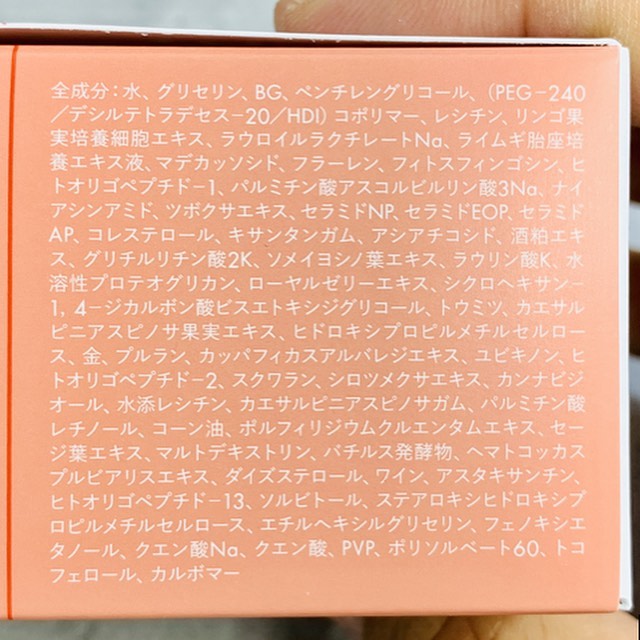 全成分：水、グリセリン、BG、ペンチレングリコール、（PEG－240
／デシルテトラデセス－20／HDI）コポリマー、レシチン、リンゴ果
実培養細胞エキス、ラウロイルラクチレートNa、ライムギ胎座培
養エキス液、マデカッソシド、フラーレン、フィトスフィンゴシン、ヒ
トオリゴペプチド－1、パルミチン酸アスコルビルリン酸3Na、ナイ
アシンアミド、ツボクサエキス、セラミドNP、セラミドEOP、セラミド
AP、コレステロール、キサンタンガム、アシアチコシド、酒粕エキ
ス、グリチルリチン酸2K、ソメイヨシノ葉エキス、ラウリン酸K、水
溶性プロテオグリカン、ローヤルゼリーエキス、シクロヘキサン－
1，4－ジカルボン酸ビスエトキシジグリコール、トウミツ、カエサル
ピニアスピノサ果実エキス、ヒドロキシプロピルメチルセルロー
ス、金、プルラン、カッパフィカスアルバレジエキス、ユビキノン、ヒ
トオリゴペプチド－2、スクワラン、シロツメクサエキス、カンナビジ
オール、水添レシチン、カエサルピニアスピノサガム、パルミチン酸
レチノール、コーン油、ポルフィリジウムクルエンタムエキス、セー
ジ葉エキス、マルトデキストリン、バチルス発酵物、ヘマトコッカス
プルビアリスエキス、ダイズステロール、ワイン、アスタキサンチン、
ヒトオリゴペプチド－13、ソルビトール、ステアロキシヒドロキシプ
ロピルメチルセルロース、エチルヘキシルグリセリン、フェノキシエ
タノール、クエン酸Na、クエン酸、PVP、ポリソルベート60、トコ
フェロール、カルボマー